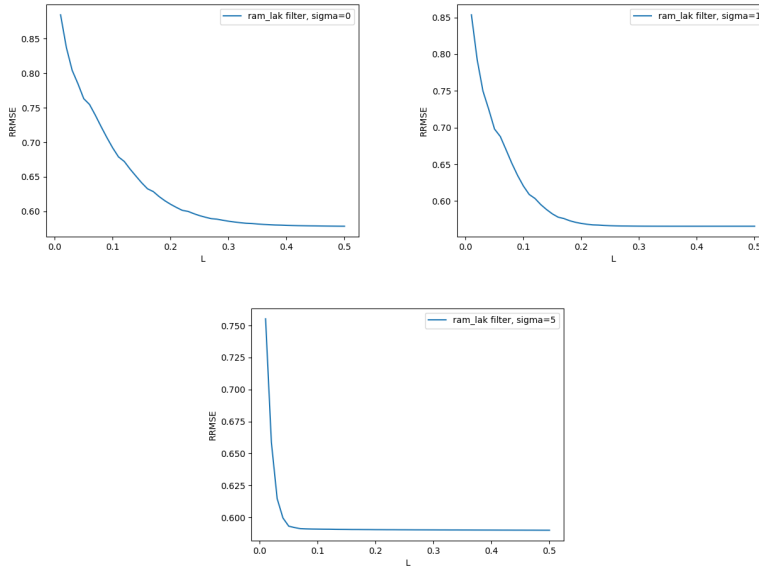 ram_lak filter, sigma=0
0.85
0.80
0.75
0.70
0.65
0.60
RRMSE
0.0 0.1 0.2 0.3 0.4 0.5
L
ram_lak filter, sigma=1
0.85
0.80
0.75
0.70
0.65
0.60
RRMSE
0.0 0.1 0.2 0.3 0.4 0.5
L
ram_lak filter, sigma=5
0.750
0.725
0.700
0.675
0.650
0.625
0.600
RRMSE
0.0 0.1 0.2 0.3 0.4 0.5
L